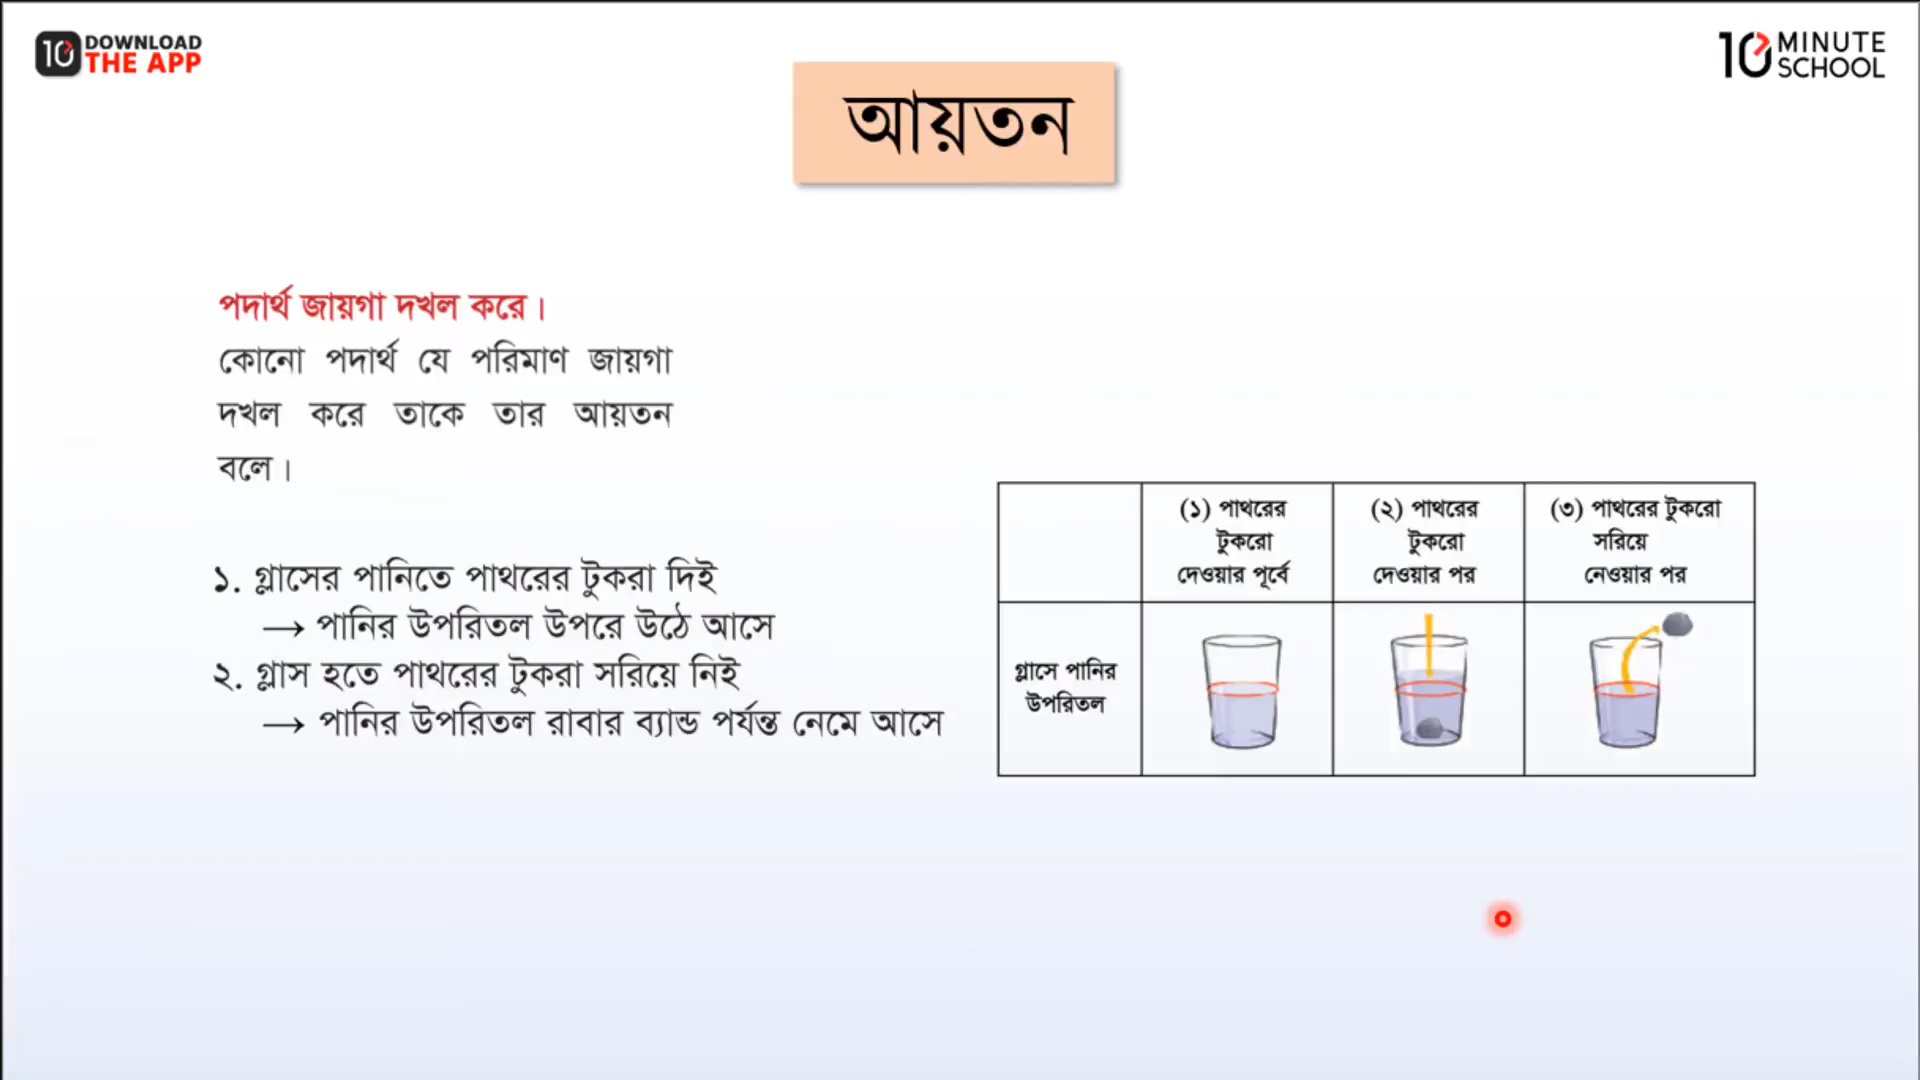 DOWNLOAD
THE APP
10 MINUTE
SCHOOL
আয়তন
পদার্থ জায়গা দখল করে।
কোনো পদার্থ যে পরিমাণ জায়গা
দখল করে তাকে তার আয়তন
বলে।
১. গ্লাসের পানিতে পাথরের টুকরা দিই
→ পানির উপরিতল উপরে উঠে আসে
২. গ্লাস হতে পাথরের টুকরা সরিয়ে নিই
→ পানির উপরিতল রাবার ব্যান্ড পর্যন্ত নেমে আসে
(১) পাথরের
টুকরো
দেওয়ার পূর্বে
(২) পাথরের
টুকরো
দেওয়ার পর
(৩) পাথরের টুকরো
সরিয়ে
নেওয়ার পর
গ্লাসে পানির
উপরিতল